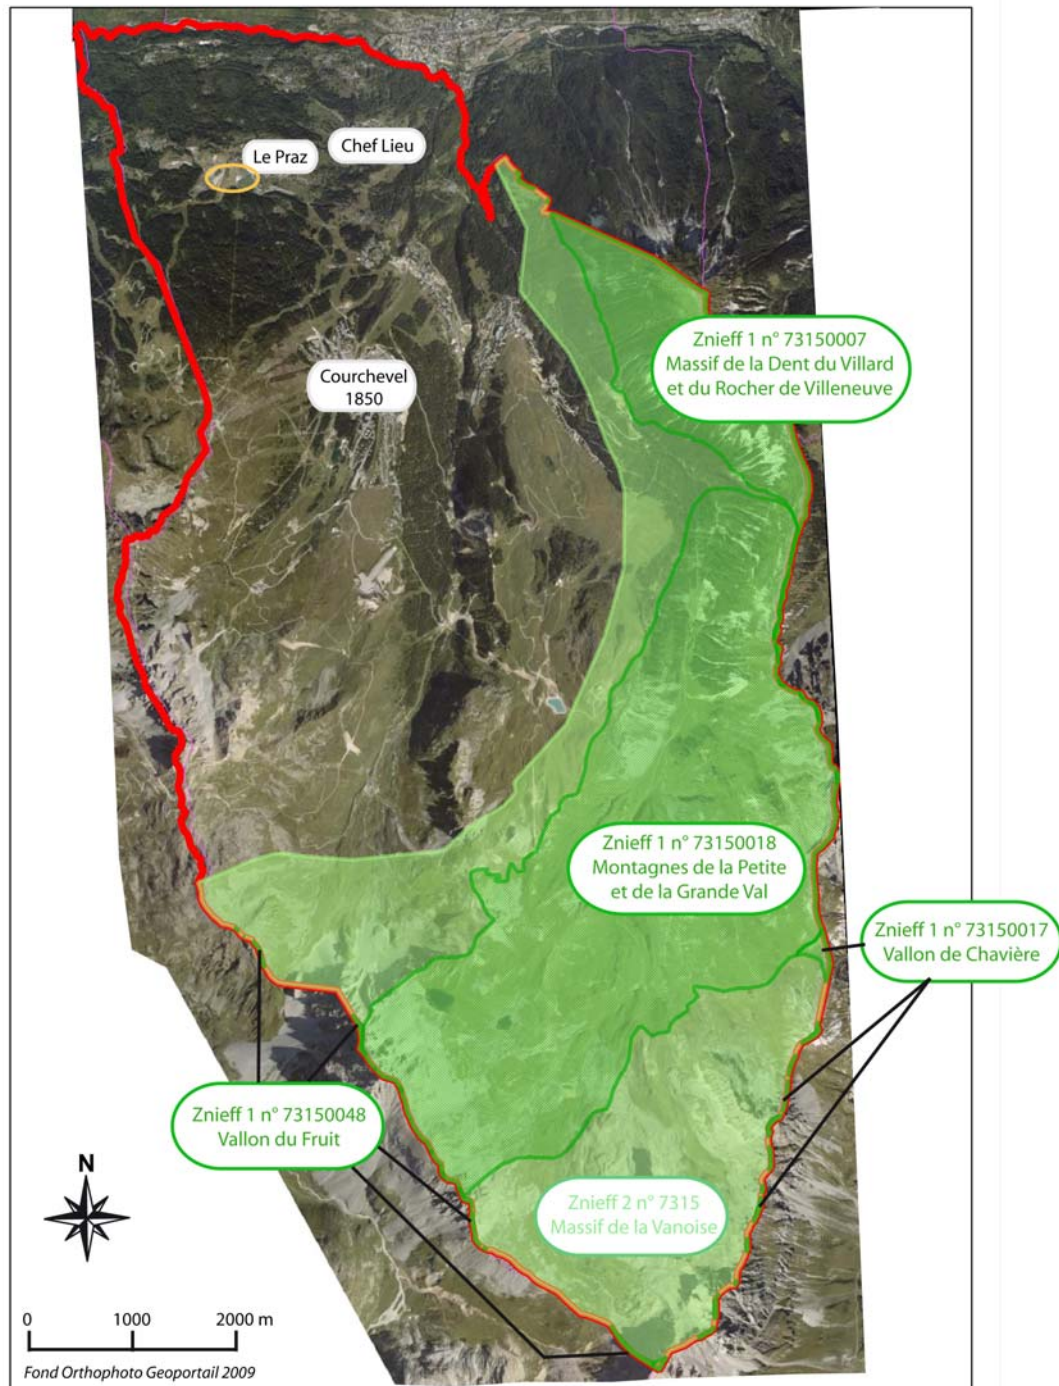 Le Praz
Chef Lieu
Znieff 1 n° 73150007
Massif de la Dent du Villard
et du Rocher de Villeneuve
Courchevel
1850
Znieff 1 n° 73150018
Montagnes de la Petite
et de la Grande Val
Znieff 1 n° 73150017
Vallon de Chavière
Znieff 1 n° 73150048
Vallon du Fruit
Znieff 2 n° 7315
Massif de la Vanoise
N
0 1000 2000 m
Fond Orthophoto Geoportail 2009